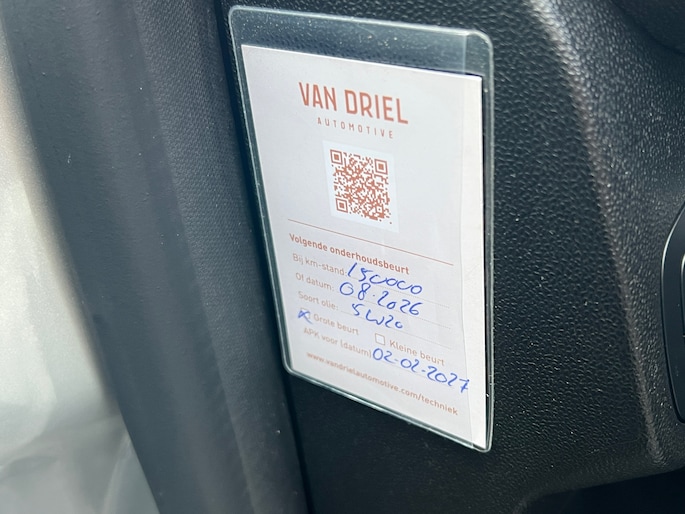 VAN DRIEL
AUTOMOTIVE
Volgende onderhoudsbeurt
Bij km-stand: 150000
Of datum: 08-2026
Soort olie: 5W20
Grote beurt Kleine beurt
APK voor (datum) 02-02-2027
www.vandrielautomotive.com/techniek